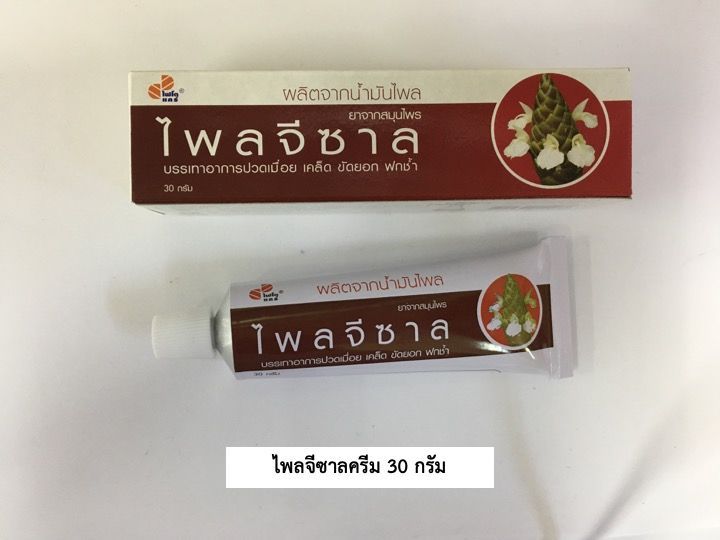 ไพโตแคร์ ®
ผลิตจากน้ำมันไพล
ยาจากสมุนไพร
ไพลจีซาล
บรรเทาอาการปวดเมื่อย เคล็ด ขัดยอก ฟกช้ำ
30 กรัม
®
ผลิตจากน้ำมันไพล
ยาจากสมุนไพร
ไพลจีซาล
บรรเทาอาการปวดเมื่อย เคล็ด ขัดยอก ฟกช้ำ
30 กรัม
ไพลจีซาลครีม 30 กรัม